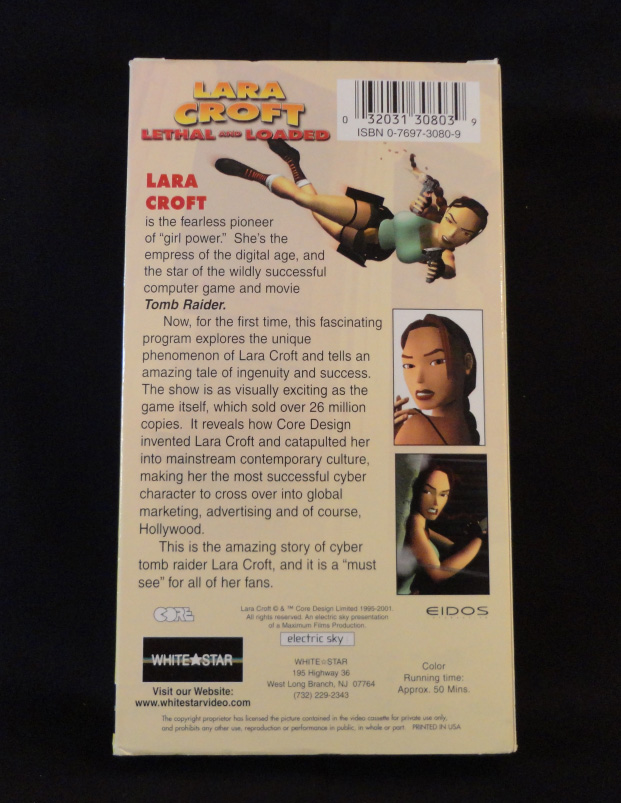 LARA
CROFT
LETHAL AND LOADED
0 32031 30803 9
ISBN 0-7697-3080-9
LARA
CROFT
is the fearless pioneer
of “girl power.” She’s the
empress of the digital age, and
the star of the wildly successful
computer game and movie
Tomb Raider.
Now, for the first time, this fascinating
program explores the unique
phenomenon of Lara Croft and tells an
amazing tale of ingenuity and success.
The show is as visually exciting as the
game itself, which sold over 26 million
copies. It reveals how Core Design
invented Lara Croft and catapulted her
into mainstream contemporary culture,
making her the most successful cyber
character to cross over into global
marketing, advertising and of course,
Hollywood.
This is the amazing story of cyber
tomb raider Lara Croft, and it is a “must
see” for all of her fans.
CORE
Lara Croft © & ™ Core Design Limited 1995-2001.
All rights reserved. An electric sky presentation
of a Maximum Films Production.
electric sky
EIDOS
WHITE★STAR
Visit our Website:
www.whitestarvideo.com
WHITE☆STAR
195 Highway 36
West Long Branch, NJ 07764
(732) 229-2343
Color
Running time:
Approx. 50 Mins.
The copyright proprietor has licensed the picture contained in the video cassette for private use only,
and prohibits any other use, reproduction or performance in public, in whole or part. PRINTED IN USA